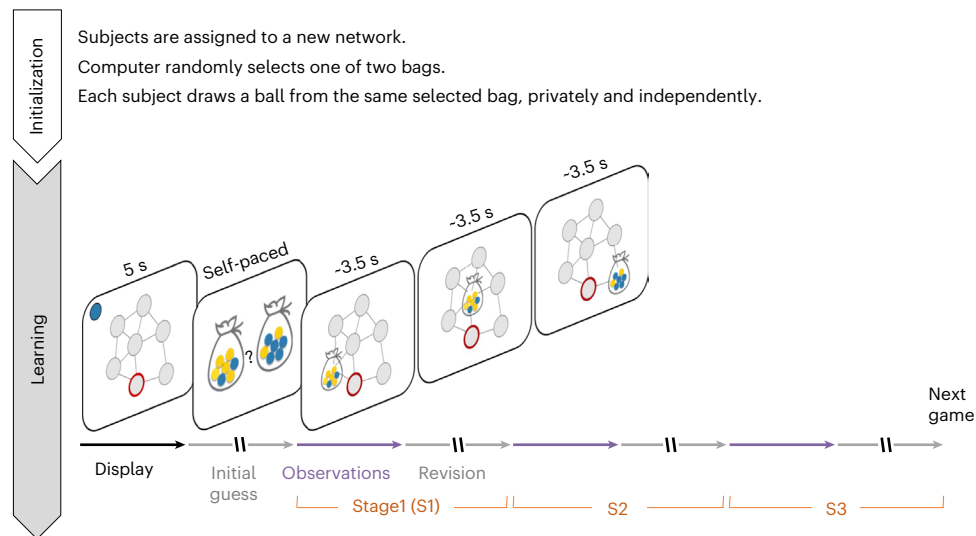 Initialization
Subjects are assigned to a new network.
Computer randomly selects one of two bags.
Each subject draws a ball from the same selected bag, privately and independently.
Learning
5 s
Self-paced
~3.5 s
~3.5 s
~3.5 s
?
Next
game
Display
Initial
guess
Observations
Revision
Stage1 (S1)
S2
S3